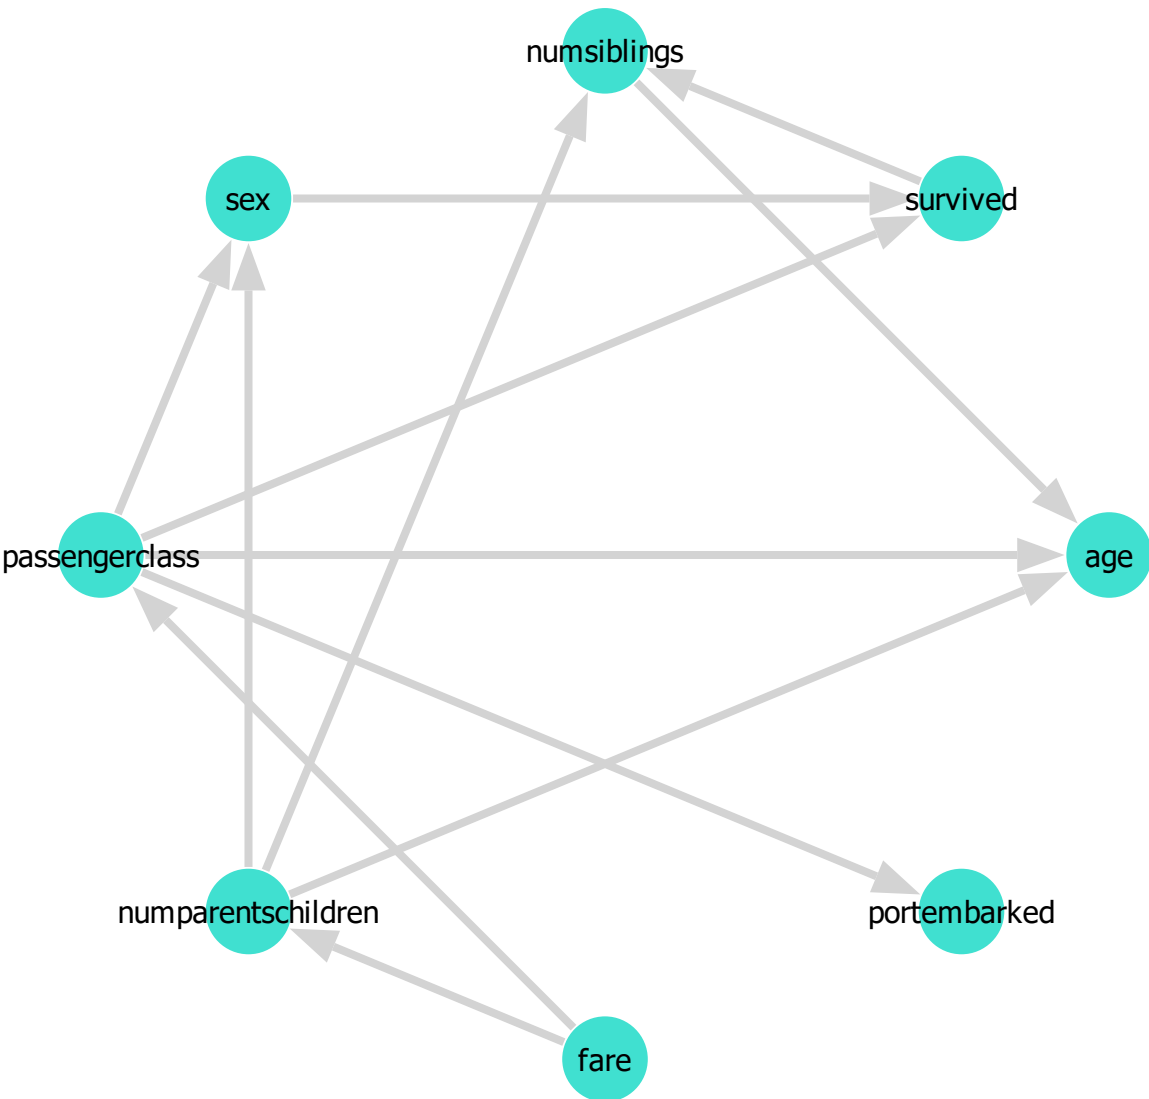 numsiblings
sex
survived
passengerclass
age
numparentschildren
portembarked
fare